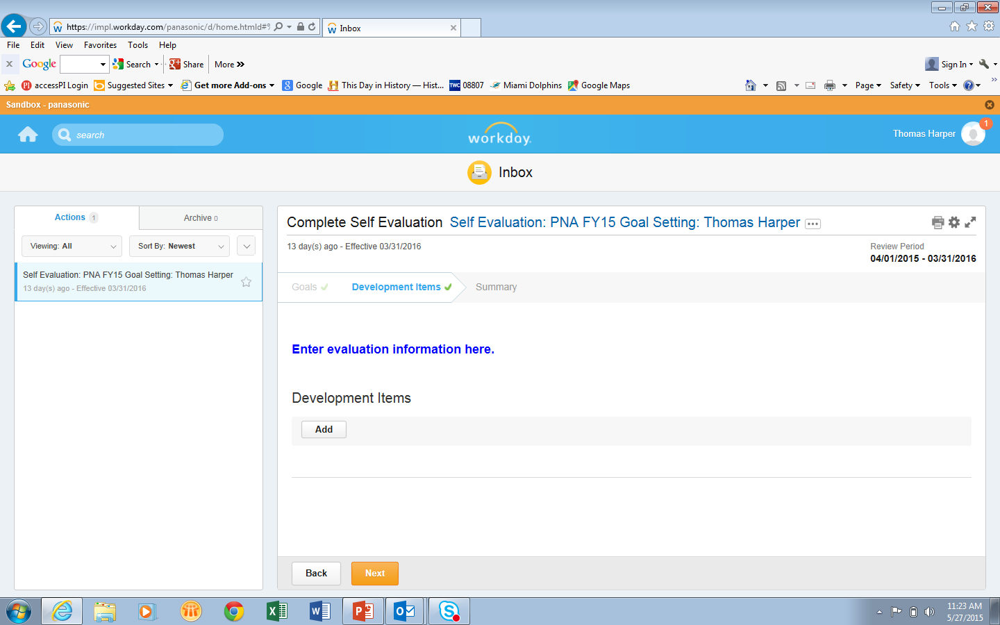 https://impl.workday.com/panasonic/d/home.htmld#
Inbox
File Edit View Favorites Tools Help
x Google Search Share More »
Sign In
accessPI Login Suggested Sites Get more Add-ons Google This Day in History — Hist... TWC 08807 Miami Dolphins Google Maps
Page Safety Tools
Sandbox - panasonic
search
workday.
Thomas Harper 1
Inbox
Actions 1 Archive 0
Viewing: All Sort By: Newest
Self Evaluation: PNA FY15 Goal Setting: Thomas Harper
13 day(s) ago - Effective 03/31/2016
Complete Self Evaluation Self Evaluation: PNA FY15 Goal Setting: Thomas Harper
13 day(s) ago - Effective 03/31/2016
Review Period
04/01/2015 - 03/31/2016
Goals Development Items Summary
Enter evaluation information here.
Development Items
Add
Back Next
11:23 AM
5/27/2015